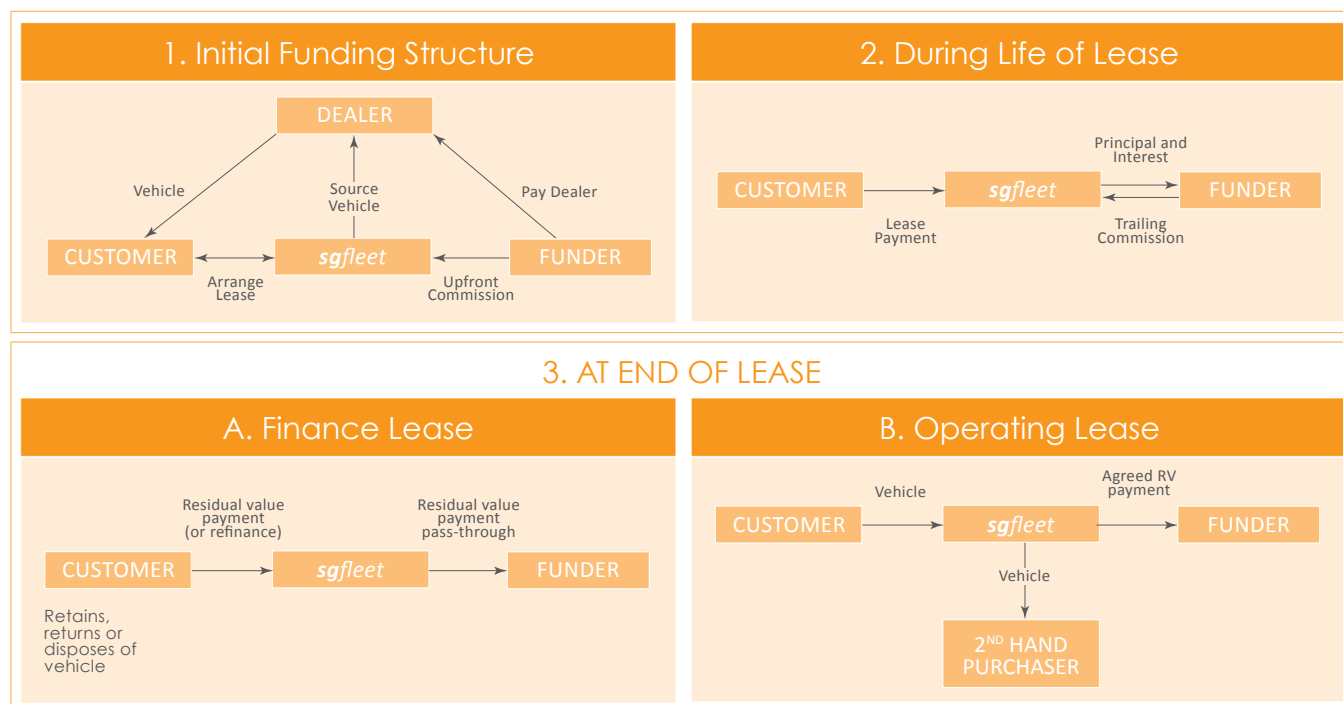 1. Initial Funding Structure
DEALER
Vehicle
Source
Vehicle
Pay Dealer
CUSTOMER
sgfleet
FUNDER
Arrange
Lease
Upfront
Commission
2. During Life of Lease
Principal and
Interest
CUSTOMER
sgfleet
FUNDER
Lease
Payment
Trailing
Commission
3. AT END OF LEASE
A. Finance Lease
Residual value
payment
(or refinance)
Residual value
payment
pass-through
CUSTOMER
sgfleet
FUNDER
Retains,
returns or
disposes of
vehicle
B. Operating Lease
Vehicle
Agreed RV
payment
CUSTOMER
sgfleet
FUNDER
Vehicle
2ND HAND
PURCHASER